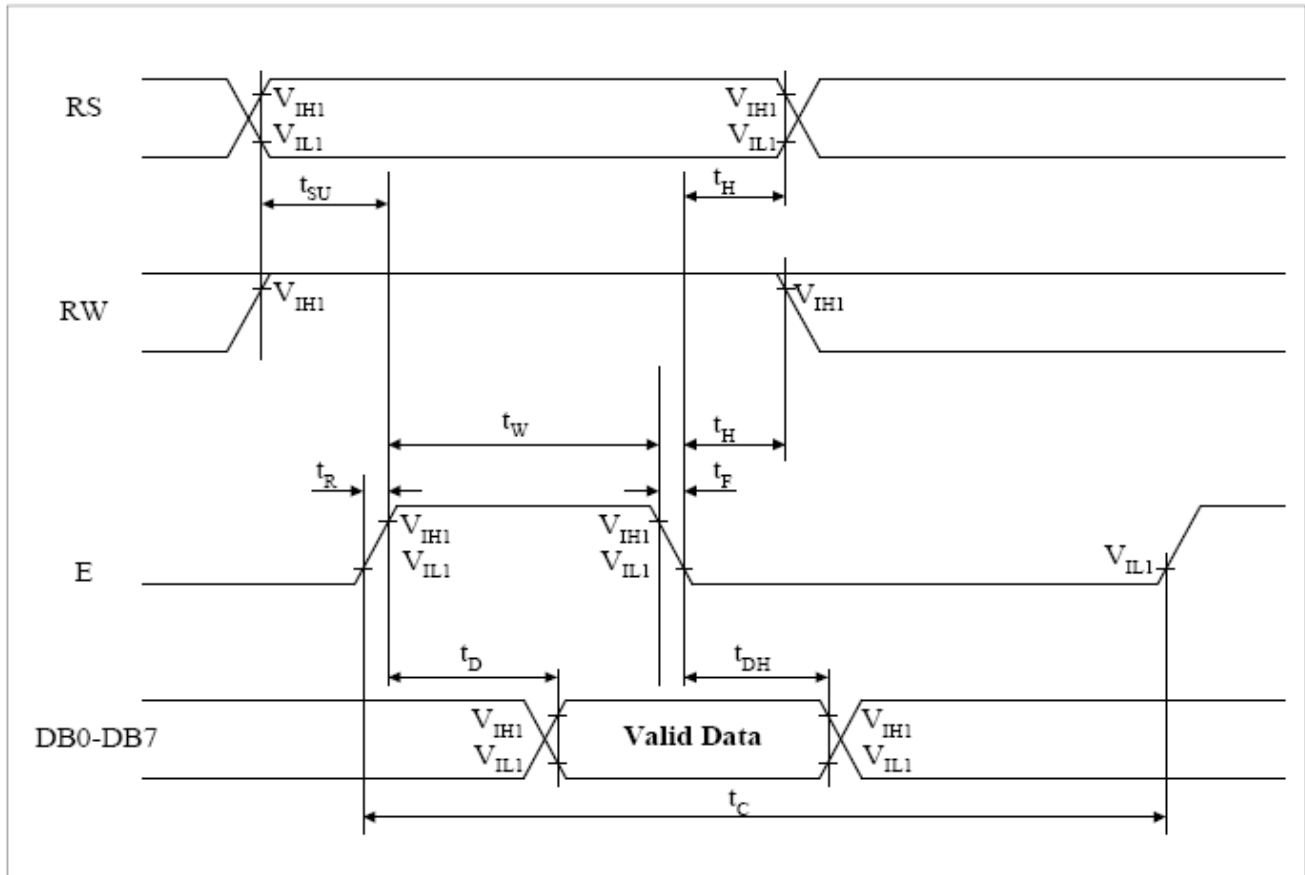 RS
V_IH1
V_IL1
V_IH1
V_IL1
t_SU
t_H
RW
V_IH1
V_IH1
t_W
t_H
t_R
t_F
E
V_IH1
V_IL1
V_IH1
V_IL1
V_IL1
t_D
t_DH
DB0-DB7
V_IH1
V_IL1
Valid Data
V_IH1
V_IL1
t_C